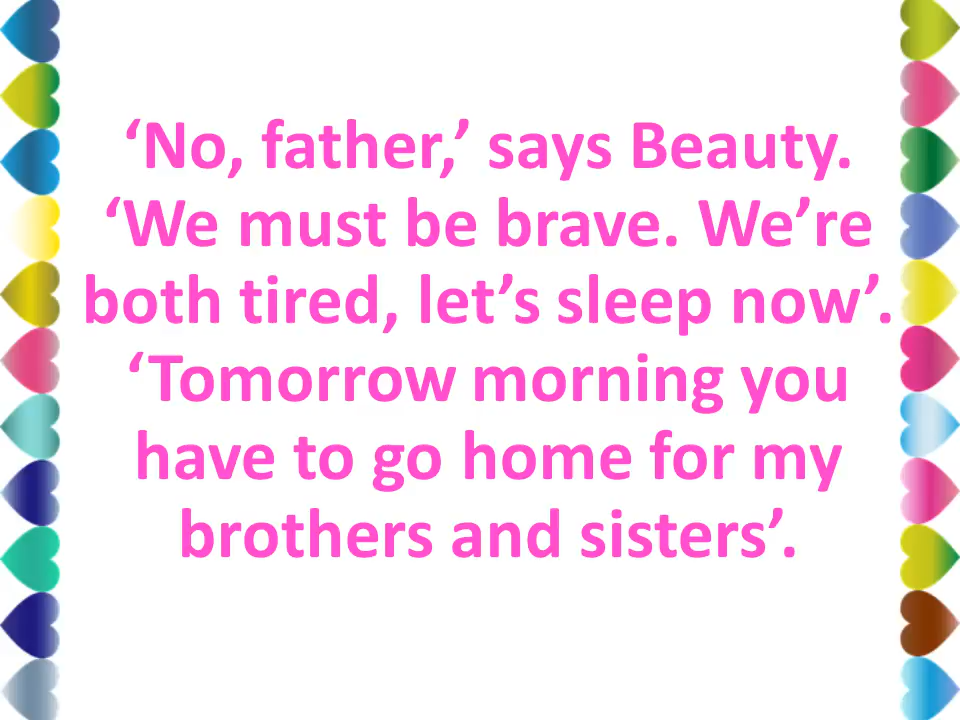 ‘No, father,’ says Beauty.
‘We must be brave. We’re
both tired, let’s sleep now’.
‘Tomorrow morning you
have to go home for my
brothers and sisters’.